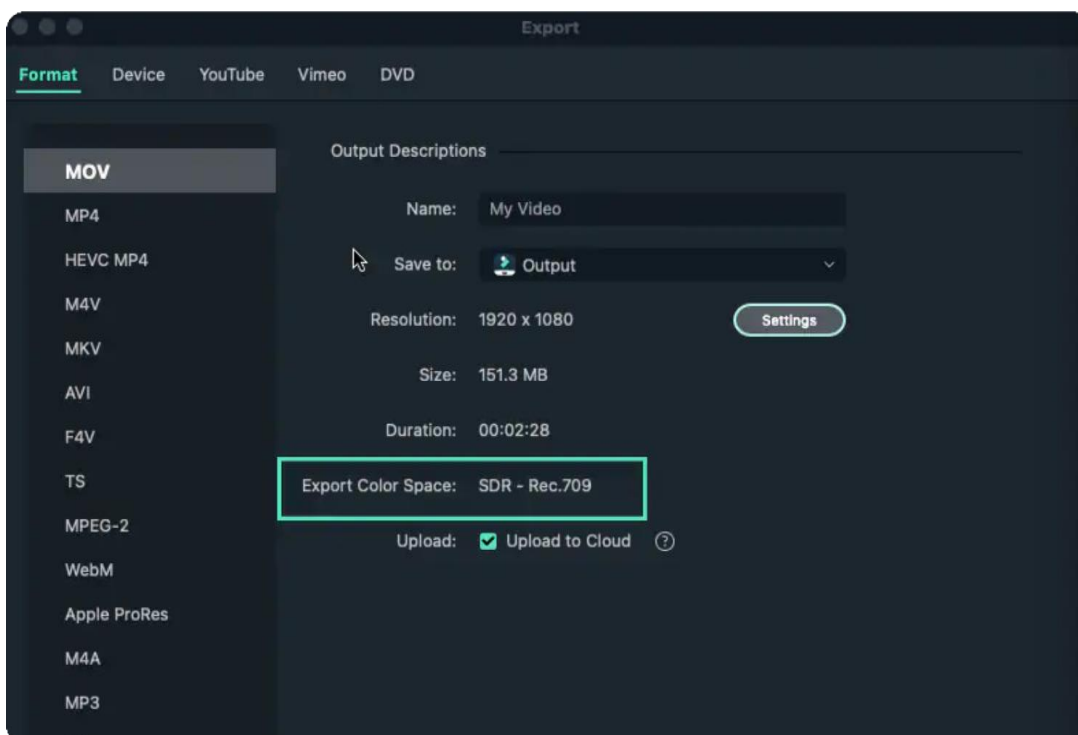 Export
Format Device YouTube Vimeo DVD
MOV
MP4
HEVC MP4
M4V
MKV
AVI
F4V
TS
MPEG-2
WebM
Apple ProRes
M4A
MP3
Output Descriptions
Name: My Video
Save to: Output
Resolution: 1920 x 1080 Settings
Size: 151.3 MB
Duration: 00:02:28
Export Color Space: SDR - Rec.709
Upload: Upload to Cloud ?